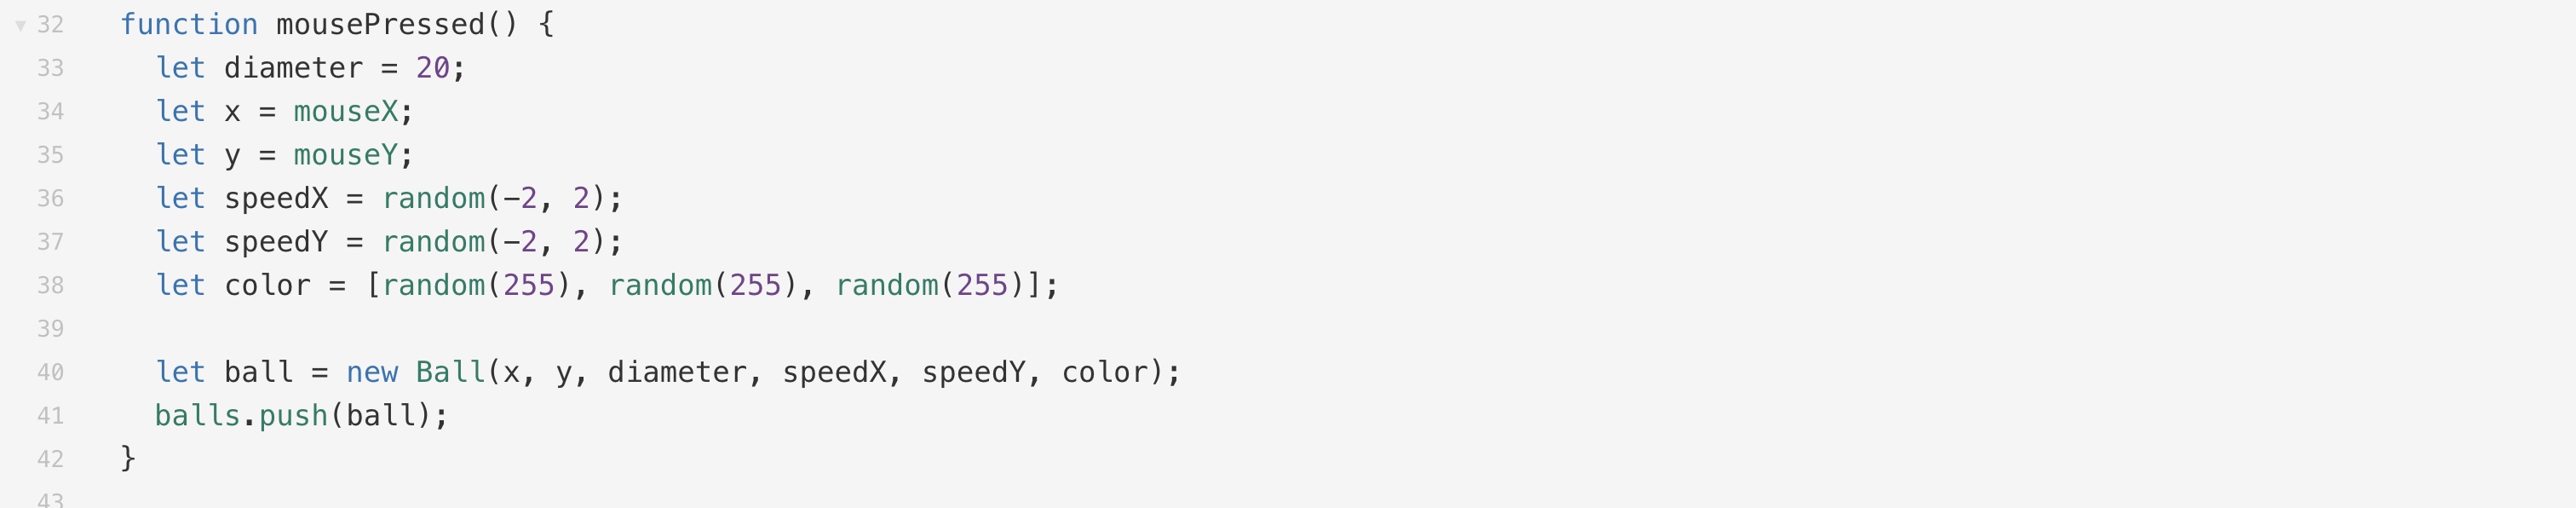 32 function mousePressed() {
33 let diameter = 20;
34 let x = mouseX;
35 let y = mouseY;
36 let speedX = random(-2, 2);
37 let speedY = random(-2, 2);
38 let color = [random(255), random(255), random(255)];
39
40 let ball = new Ball(x, y, diameter, speedX, speedY, color);
41 balls.push(ball);
42 }
43